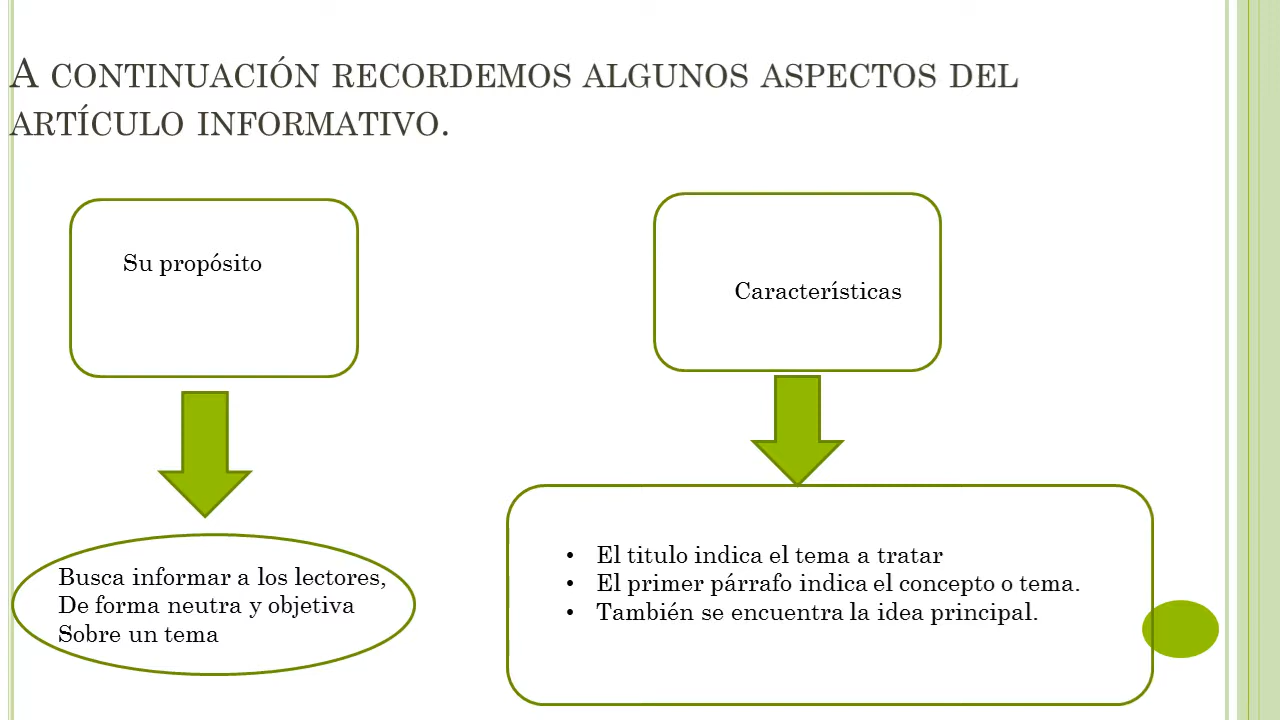 A CONTINUACIÓN RECORDEMOS ALGUNOS ASPECTOS DEL
ARTÍCULO INFORMATIVO.
Su propósito
Características
Busca informar a los lectores,
De forma neutra y objetiva
Sobre un tema
• El titulo indica el tema a tratar
• El primer párrafo indica el concepto o tema.
• También se encuentra la idea principal.